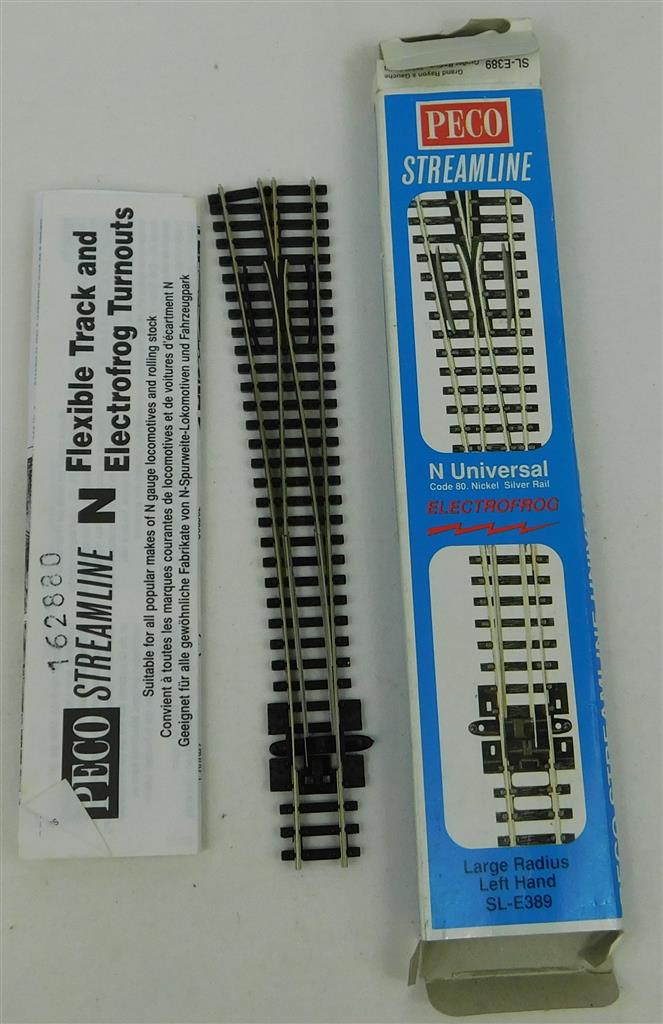 162880
PECO STREAMLINE N Flexible Track and
Electrofrog Turnouts
Suitable for all popular makes of N gauge locomotives and rolling stock
Convient à toutes les marques courantes de locomotives et de voitures d'écartment N
Geeignet für alle gewöhnliche Fabrikate von N-Spurweite-Lokomotiven und Fahrzeugpark
SL-E389
Grand Rayon à Gauche
PECO
STREAMLINE
N Universal
Code 80. Nickel Silver Rail
ELECTROFROG
Large Radius
Left Hand
SL-E389